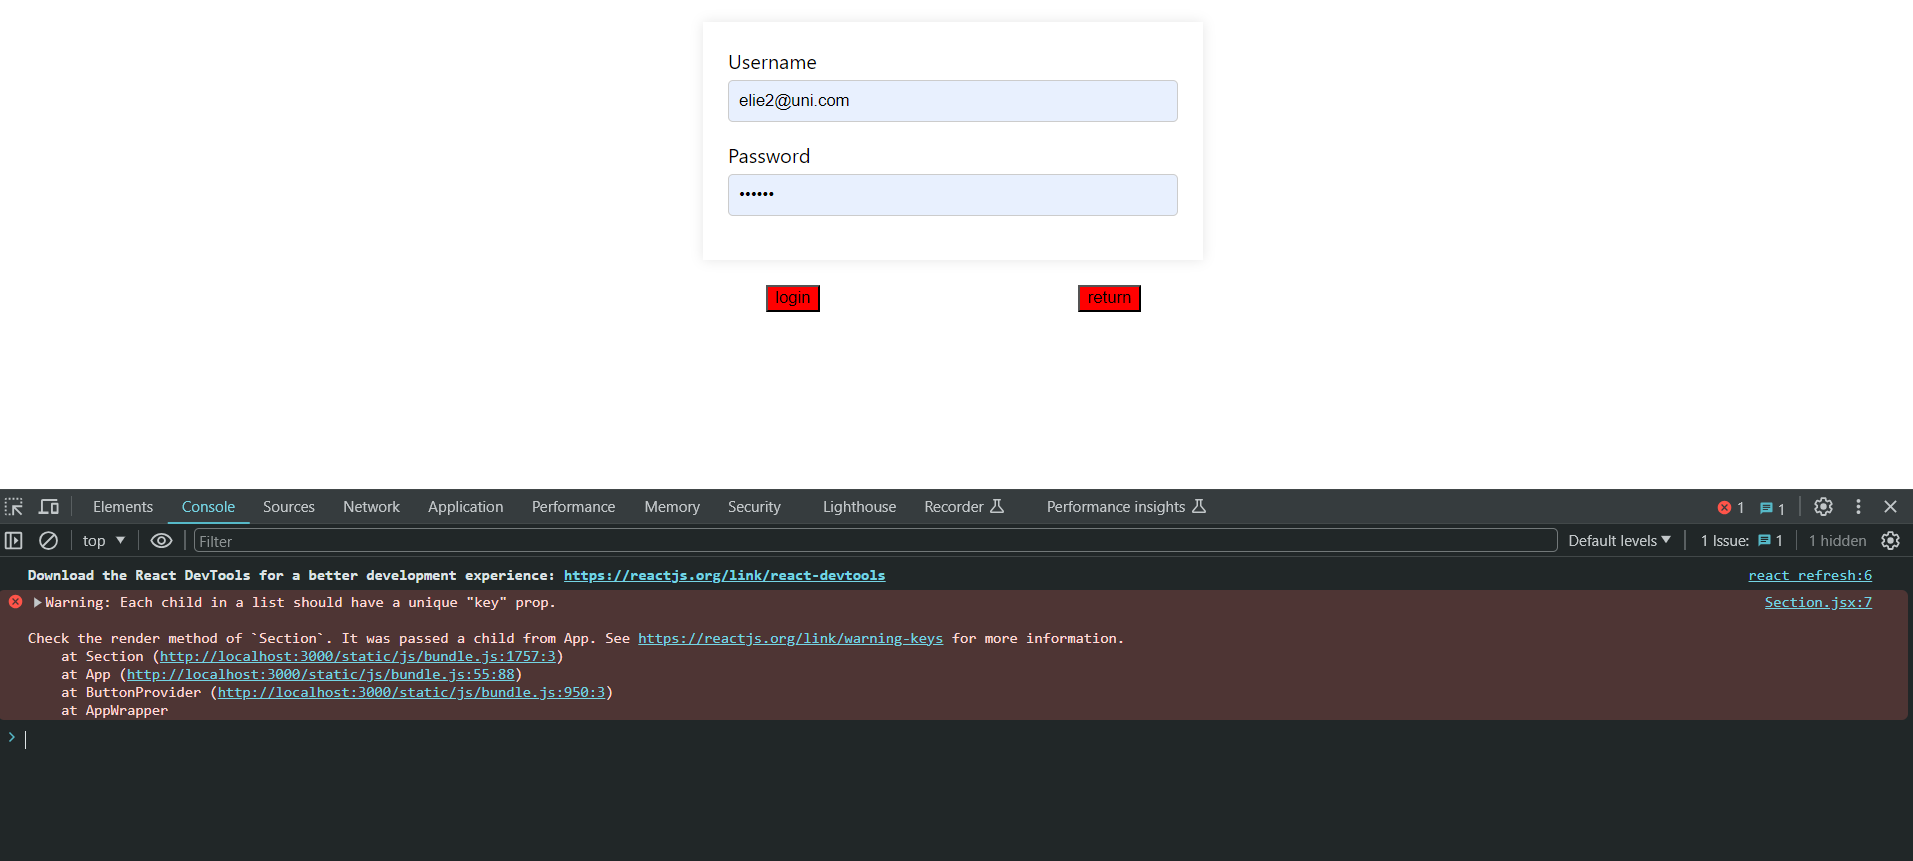 Username
elie2@uni.com
Password
••••••
login
return
Elements Console Sources Network Application Performance Memory Security Lighthouse Recorder Performance insights 1 1
top Filter Default levels 1 Issue: 1 1 hidden
Download the React DevTools for a better development experience: https://reactjs.org/link/react-devtools react refresh:6
Warning: Each child in a list should have a unique "key" prop. Section.jsx:7
Check the render method of `Section`. It was passed a child from App. See https://reactjs.org/link/warning-keys for more information.
at Section (http://localhost:3000/static/js/bundle.js:1757:3)
at App (http://localhost:3000/static/js/bundle.js:55:88)
at ButtonProvider (http://localhost:3000/static/js/bundle.js:950:3)
at AppWrapper